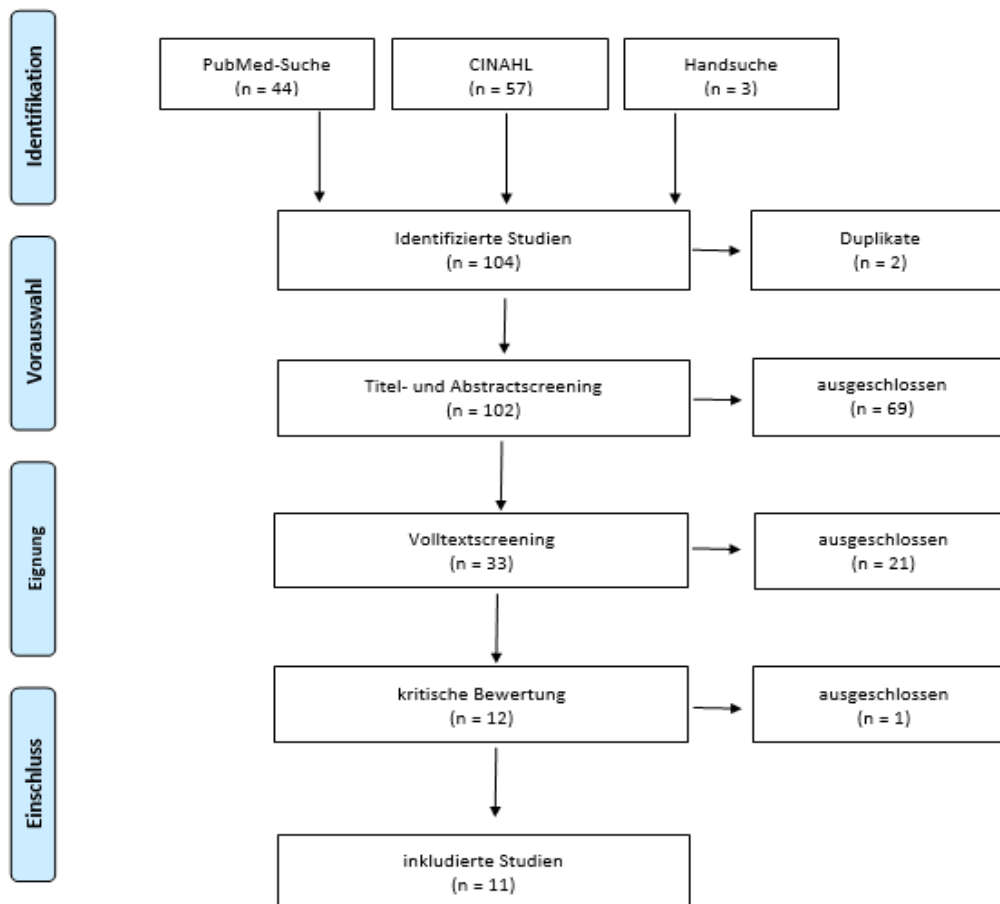 Identifikation
PubMed-Suche
(n = 44)
CINAHL
(n = 57)
Handsuche
(n = 3)
Vorauswahl
Identifizierte Studien
(n = 104)
Duplikate
(n = 2)
Titel- und Abstractscreening
(n = 102)
ausgeschlossen
(n = 69)
Eignung
Volltextscreening
(n = 33)
ausgeschlossen
(n = 21)
Einschluss
kritische Bewertung
(n = 12)
ausgeschlossen
(n = 1)
inkludierte Studien
(n = 11)